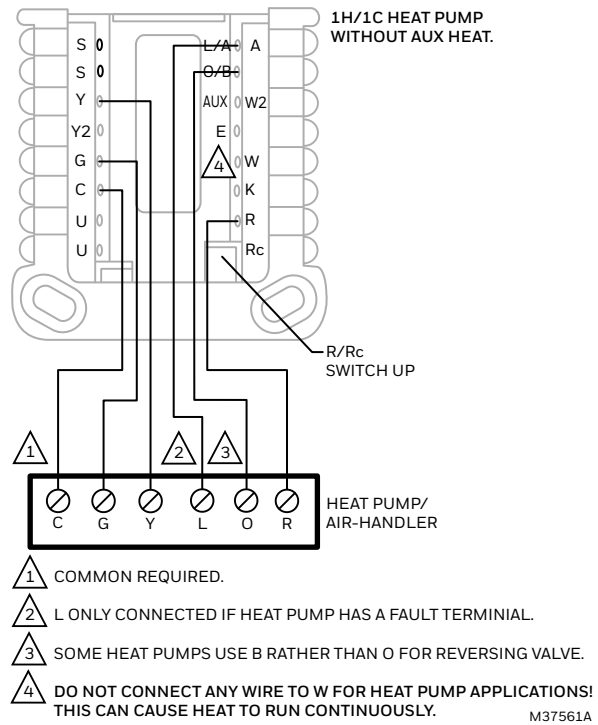 1H/1C HEAT PUMP
WITHOUT AUX HEAT.
S L/A A
S O/B
Y AUX W2
Y2 E
G 4 W
C K
U R
U Rc
R/Rc
SWITCH UP
1 2 3
C G Y L O R
HEAT PUMP/
AIR-HANDLER
1 COMMON REQUIRED.
2 L ONLY CONNECTED IF HEAT PUMP HAS A FAULT TERMINIAL.
3 SOME HEAT PUMPS USE B RATHER THAN O FOR REVERSING VALVE.
4 DO NOT CONNECT ANY WIRE TO W FOR HEAT PUMP APPLICATIONS!
THIS CAN CAUSE HEAT TO RUN CONTINUOUSLY.
M37561A